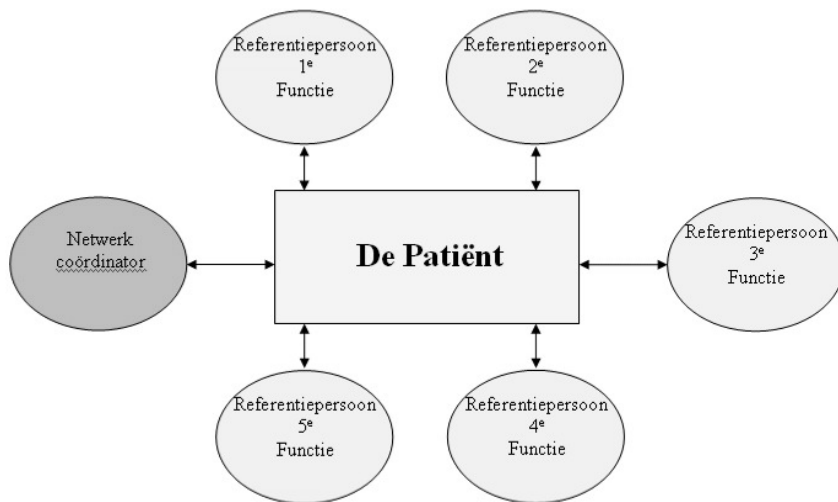 Referentiepersoon
1e
Functie
Referentiepersoon
2e
Functie
Netwerk
coördinator
De Patiënt
Referentiepersoon
3e
Functie
Referentiepersoon
5e
Functie
Referentiepersoon
4e
Functie